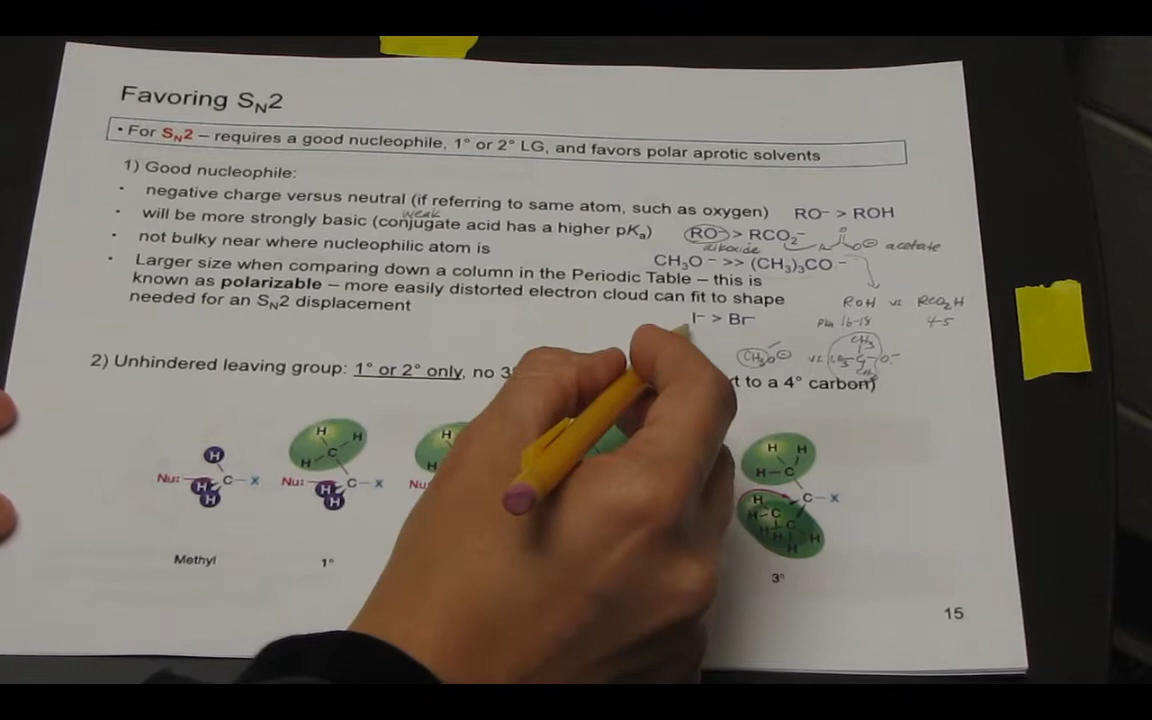 Favoring SN2
• For SN2 – requires a good nucleophile, 1° or 2° LG, and favors polar aprotic solvents
1) Good nucleophile:
• negative charge versus neutral (if referring to same atom, such as oxygen) RO⁻ > ROH
weak
• will be more strongly basic (conjugate acid has a higher pKa) RO⁻ > RCO₂⁻
alkoxide R O O⊖ acetate
• not bulky near where nucleophilic atom is CH₃O⁻ >> (CH₃)₃CO⁻
• Larger size when comparing down a column in the Periodic Table – this is
known as polarizable – more easily distorted electron cloud can fit to shape
needed for an SN2 displacement
ROH vs RCO₂H
pKa 16-18 4-5
I⁻ > Br⁻
CH₃O⊖ vs CH₃-C-O⁻
CH₃
CH₃
2) Unhindered leaving group: 1° or 2° only, no 3° to a 4° carbon)
H H H H H H
H C H-C
Nu: H C-X Nu: H C-X Nu: H C-X
H H H-C C H
H H H
Methyl 1° 3°
15